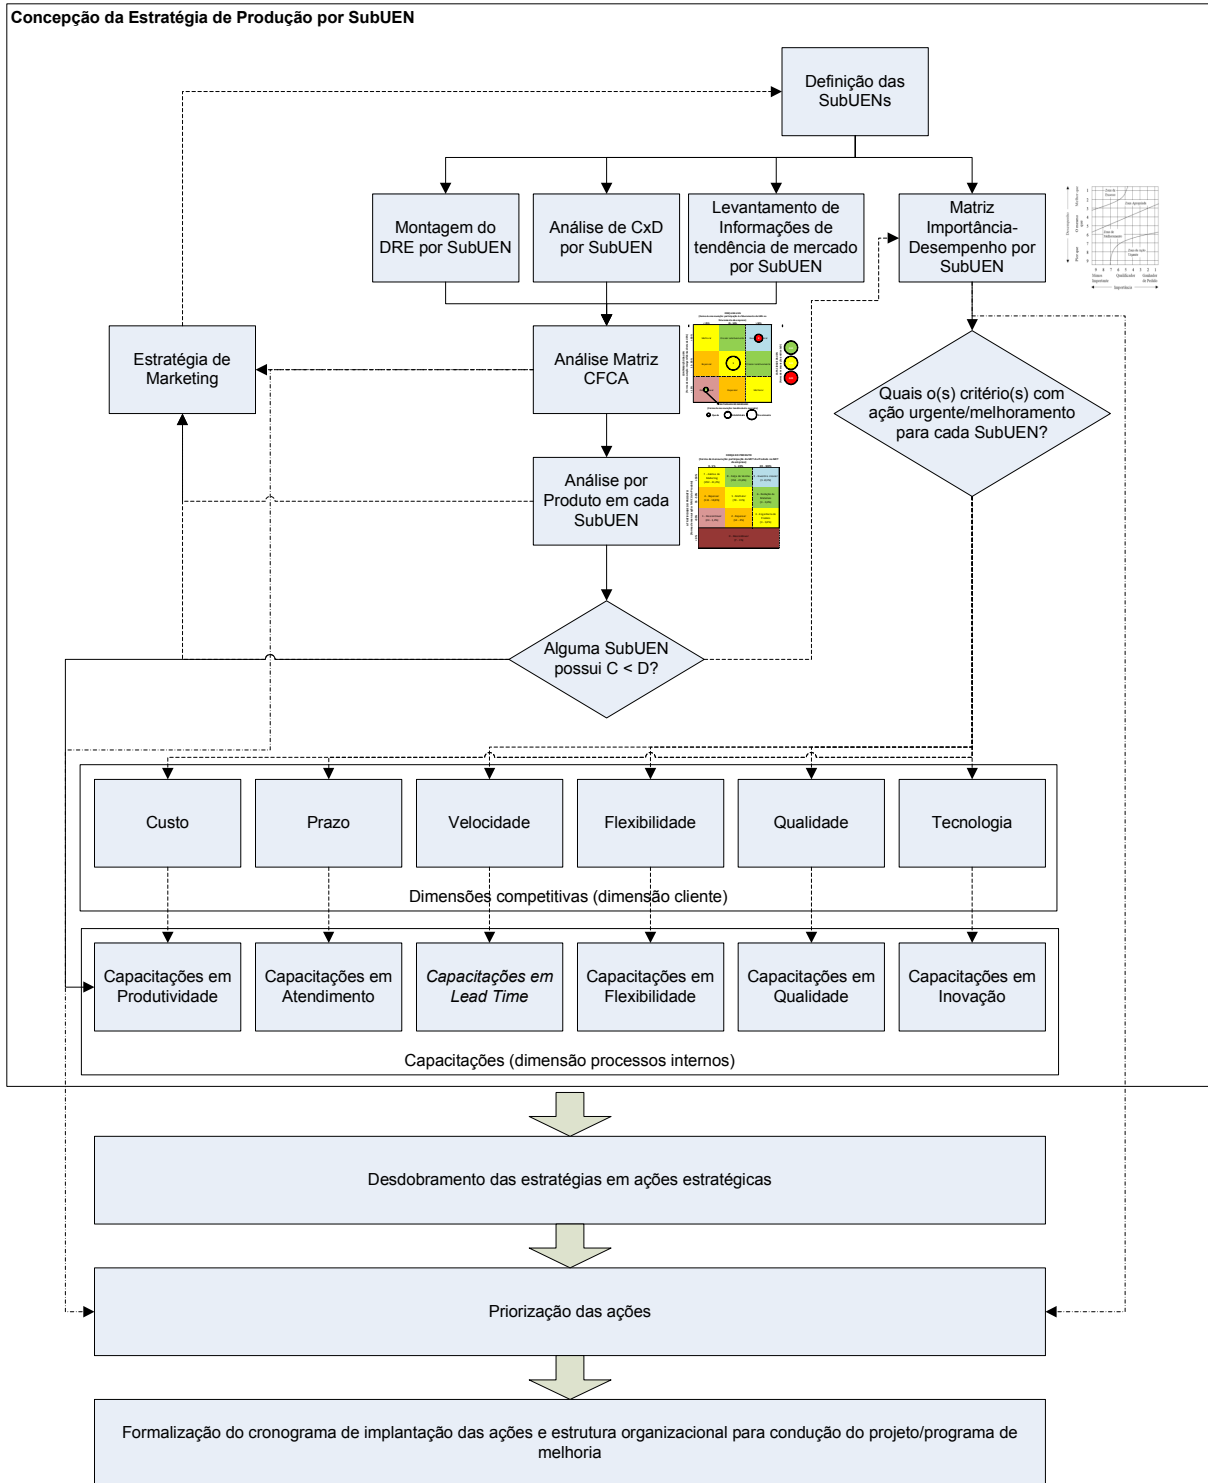 Concepção da Estratégia de Produção por SubUEN
Definição das
SubUENs
Montagem do
DRE por SubUEN
Análise de CxD
por SubUEN
Levantamento de
Informações de
tendência de mercado
por SubUEN
Matriz
Importância-
Desempenho por
SubUEN
Estratégia de
Marketing
Análise Matriz
CFCA
Quais o(s) critério(s) com
ação urgente/melhoramento
para cada SubUEN?
Análise por
Produto em cada
SubUEN
Alguma SubUEN
possui C < D?
Custo
Prazo
Velocidade
Flexibilidade
Qualidade
Tecnologia
Dimensões competitivas (dimensão cliente)
Capacitações em
Produtividade
Capacitações em
Atendimento
Capacitações em
Lead Time
Capacitações em
Flexibilidade
Capacitações em
Qualidade
Capacitações em
Inovação
Capacitações (dimensão processos internos)
Desdobramento das estratégias em ações estratégicas
Priorização das ações
Formalização do cronograma de implantação das ações e estrutura organizacional para condução do projeto/programa de
melhoria